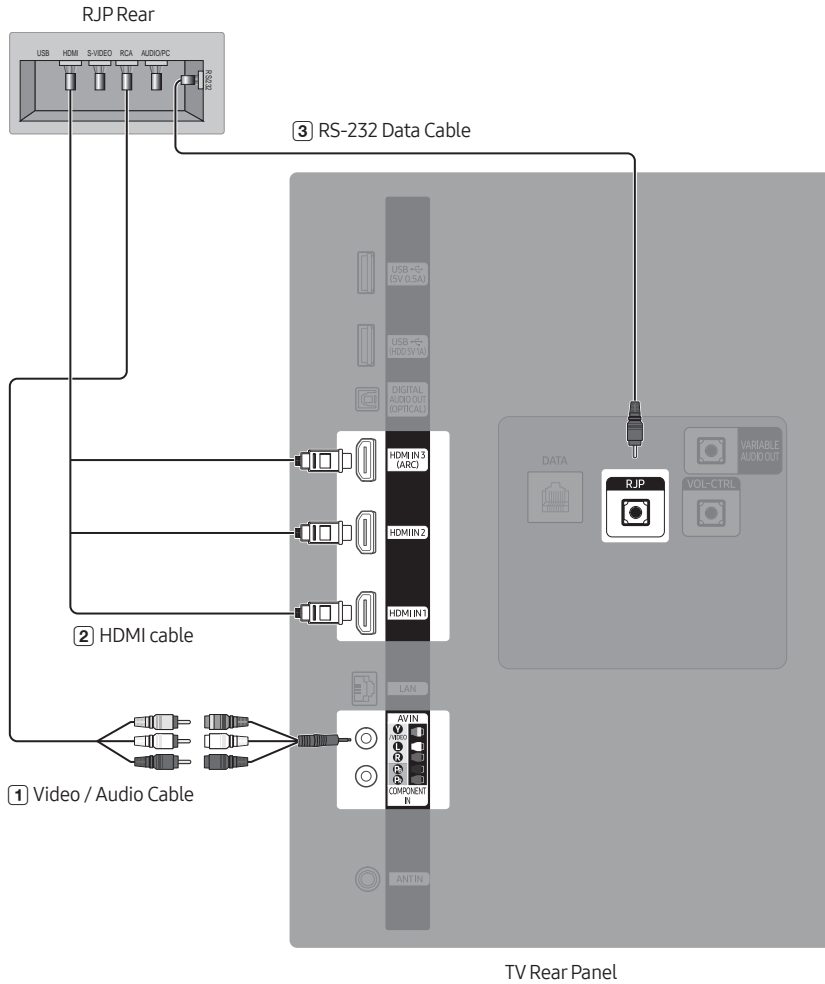 RJP Rear
USB HDMI S-VIDEO RCA AUDIO/PC
RS232
3 RS-232 Data Cable
USB
(5V 0.5A)
USB
(HDD 5V 1A)
DIGITAL
AUDIO OUT
(OPTICAL)
HDMI IN 3
(ARC)
HDMI IN 2
HDMI IN 1
DATA
RJP
VARIABLE
AUDIO OUT
VOL-CTRL
2 HDMI cable
LAN
AV IN
Y
/VIDEO
L
R
PB
PR
COMPONENT
IN
1 Video / Audio Cable
ANT IN
TV Rear Panel